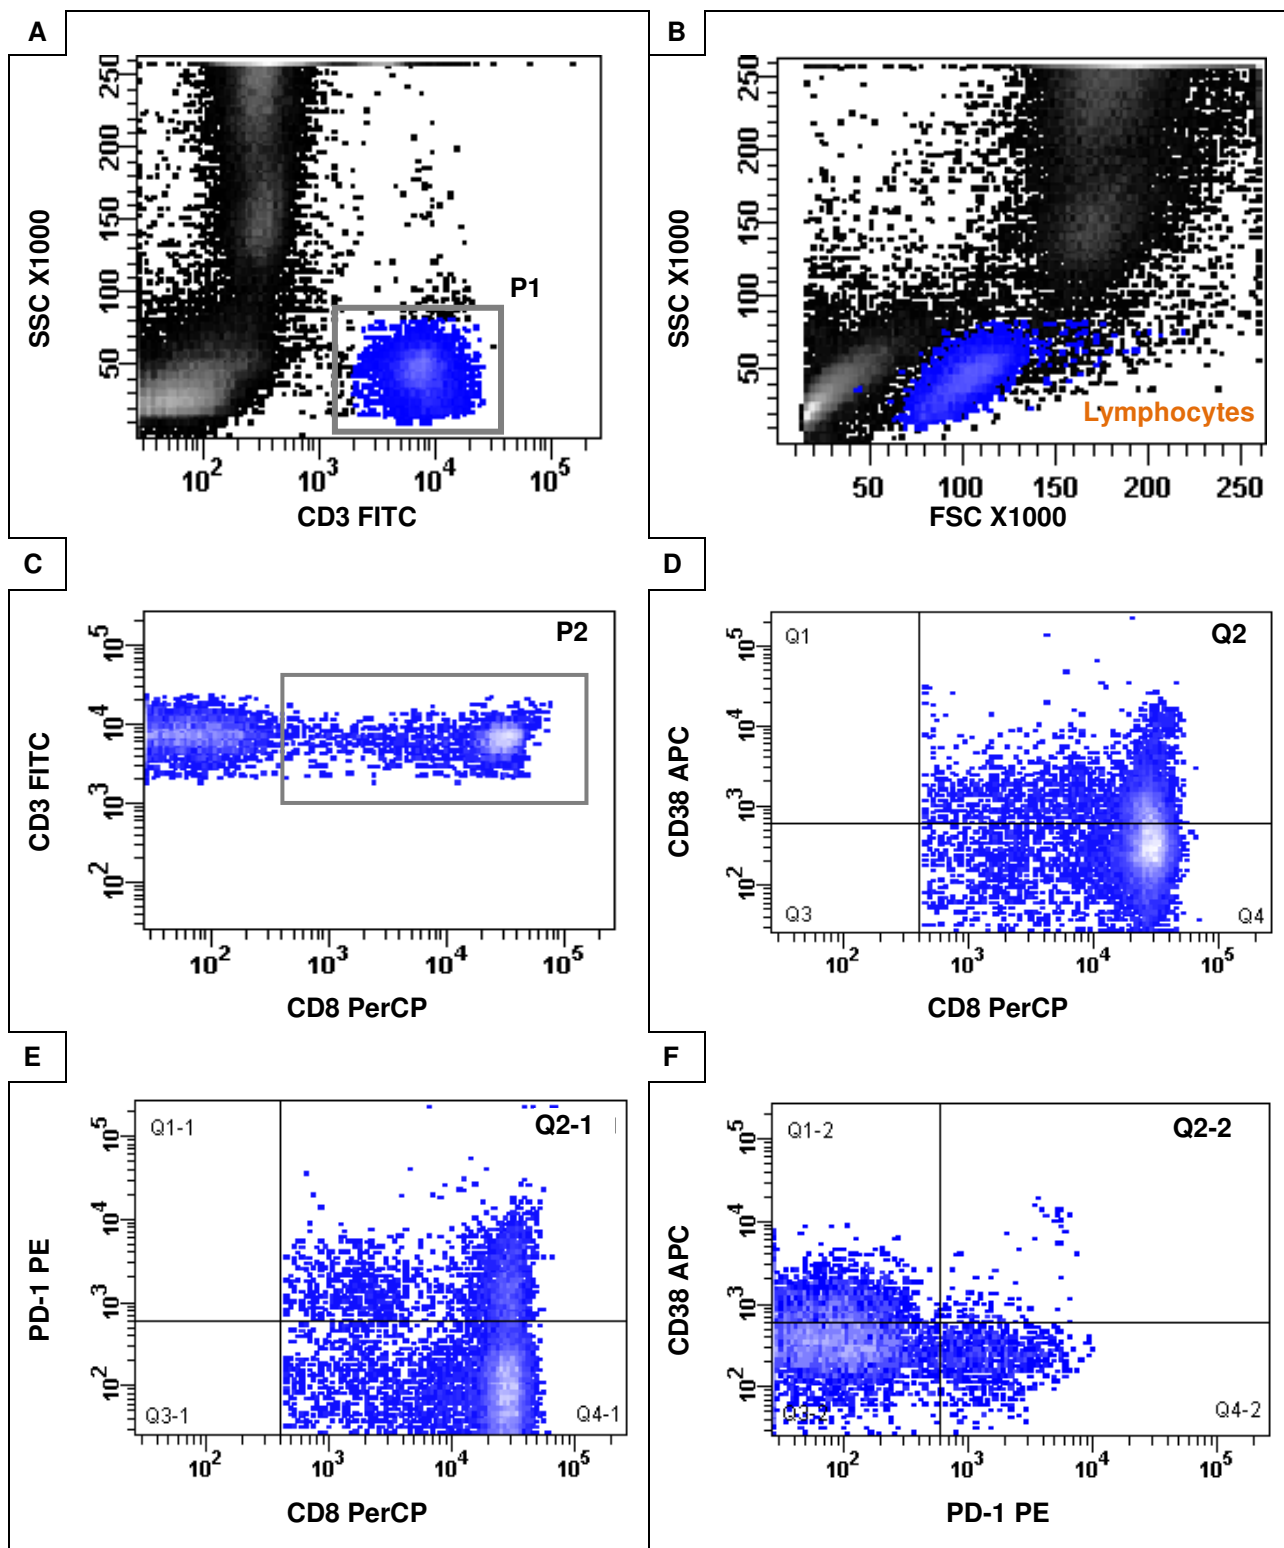 A
250
200
150
100
50
SSC X1000
P1
10^2
10^3
10^4
10^5
CD3 FITC
B
250
200
150
100
50
SSC X1000
Lymphocytes
50
100
150
200
250
FSC X1000
C
P2
10^5
10^4
10^3
10^2
CD3 FITC
10^2
10^3
10^4
10^5
CD8 PerCP
D
Q1
Q2
10^5
10^4
10^3
10^2
CD38 APC
Q3
Q4
10^2
10^3
10^4
10^5
CD8 PerCP
E
Q1-1
Q2-1
10^5
10^4
10^3
10^2
PD-1 PE
Q3-1
Q4-1
10^2
10^3
10^4
10^5
CD8 PerCP
F
Q1-2
Q2-2
10^5
10^4
10^3
10^2
CD38 APC
Q3-2
Q4-2
10^2
10^3
10^4
10^5
PD-1 PE